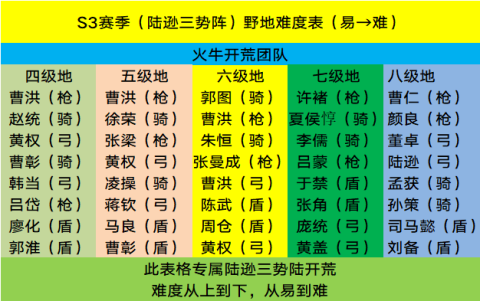 S3赛季（陆逊三势阵）野地难度表（易→难）
火牛开荒团队
四级地 五级地 六级地 七级地 八级地
曹洪（枪） 曹洪（枪） 郭图（骑） 许褚（枪） 曹仁（枪）
赵统（骑） 徐荣（骑） 曹洪（枪） 夏侯惇（骑） 颜良（枪）
黄权（弓） 张梁（枪） 朱恒（骑） 李儒（骑） 董卓（弓）
曹彰（骑） 黄权（弓） 张曼成（枪） 吕蒙（枪） 陆逊（弓）
韩当（弓） 凌操（骑） 曹洪（弓） 于禁（盾） 孟获（骑）
吕岱（枪） 蒋钦（弓） 陈武（盾） 张角（盾） 孙策（骑）
廖化（盾） 马良（盾） 周仓（盾） 庞统（弓） 司马懿（盾）
郭淮（盾） 曹彰（盾） 黄权（弓） 黄盖（弓） 刘备（盾）
此表格专属陆逊三势陆开荒
难度从上到下，从易到难